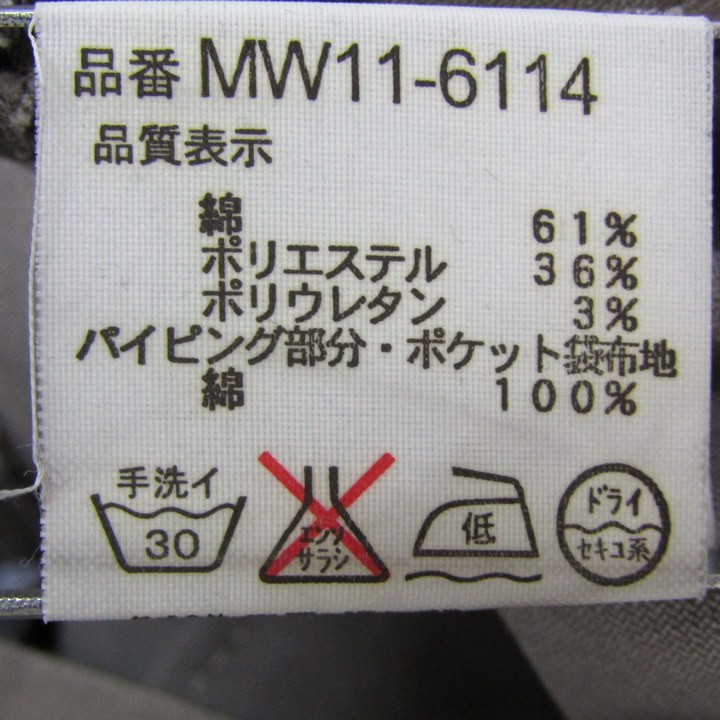 品番 MW11-6114
品質表示
綿 61%
ポリエステル 36%
ポリウレタン 3%
パイピング部分・ポケット袋布地
綿 100%
手洗イ
30
エンソ
サラシ
低
ドライ
セキユ系